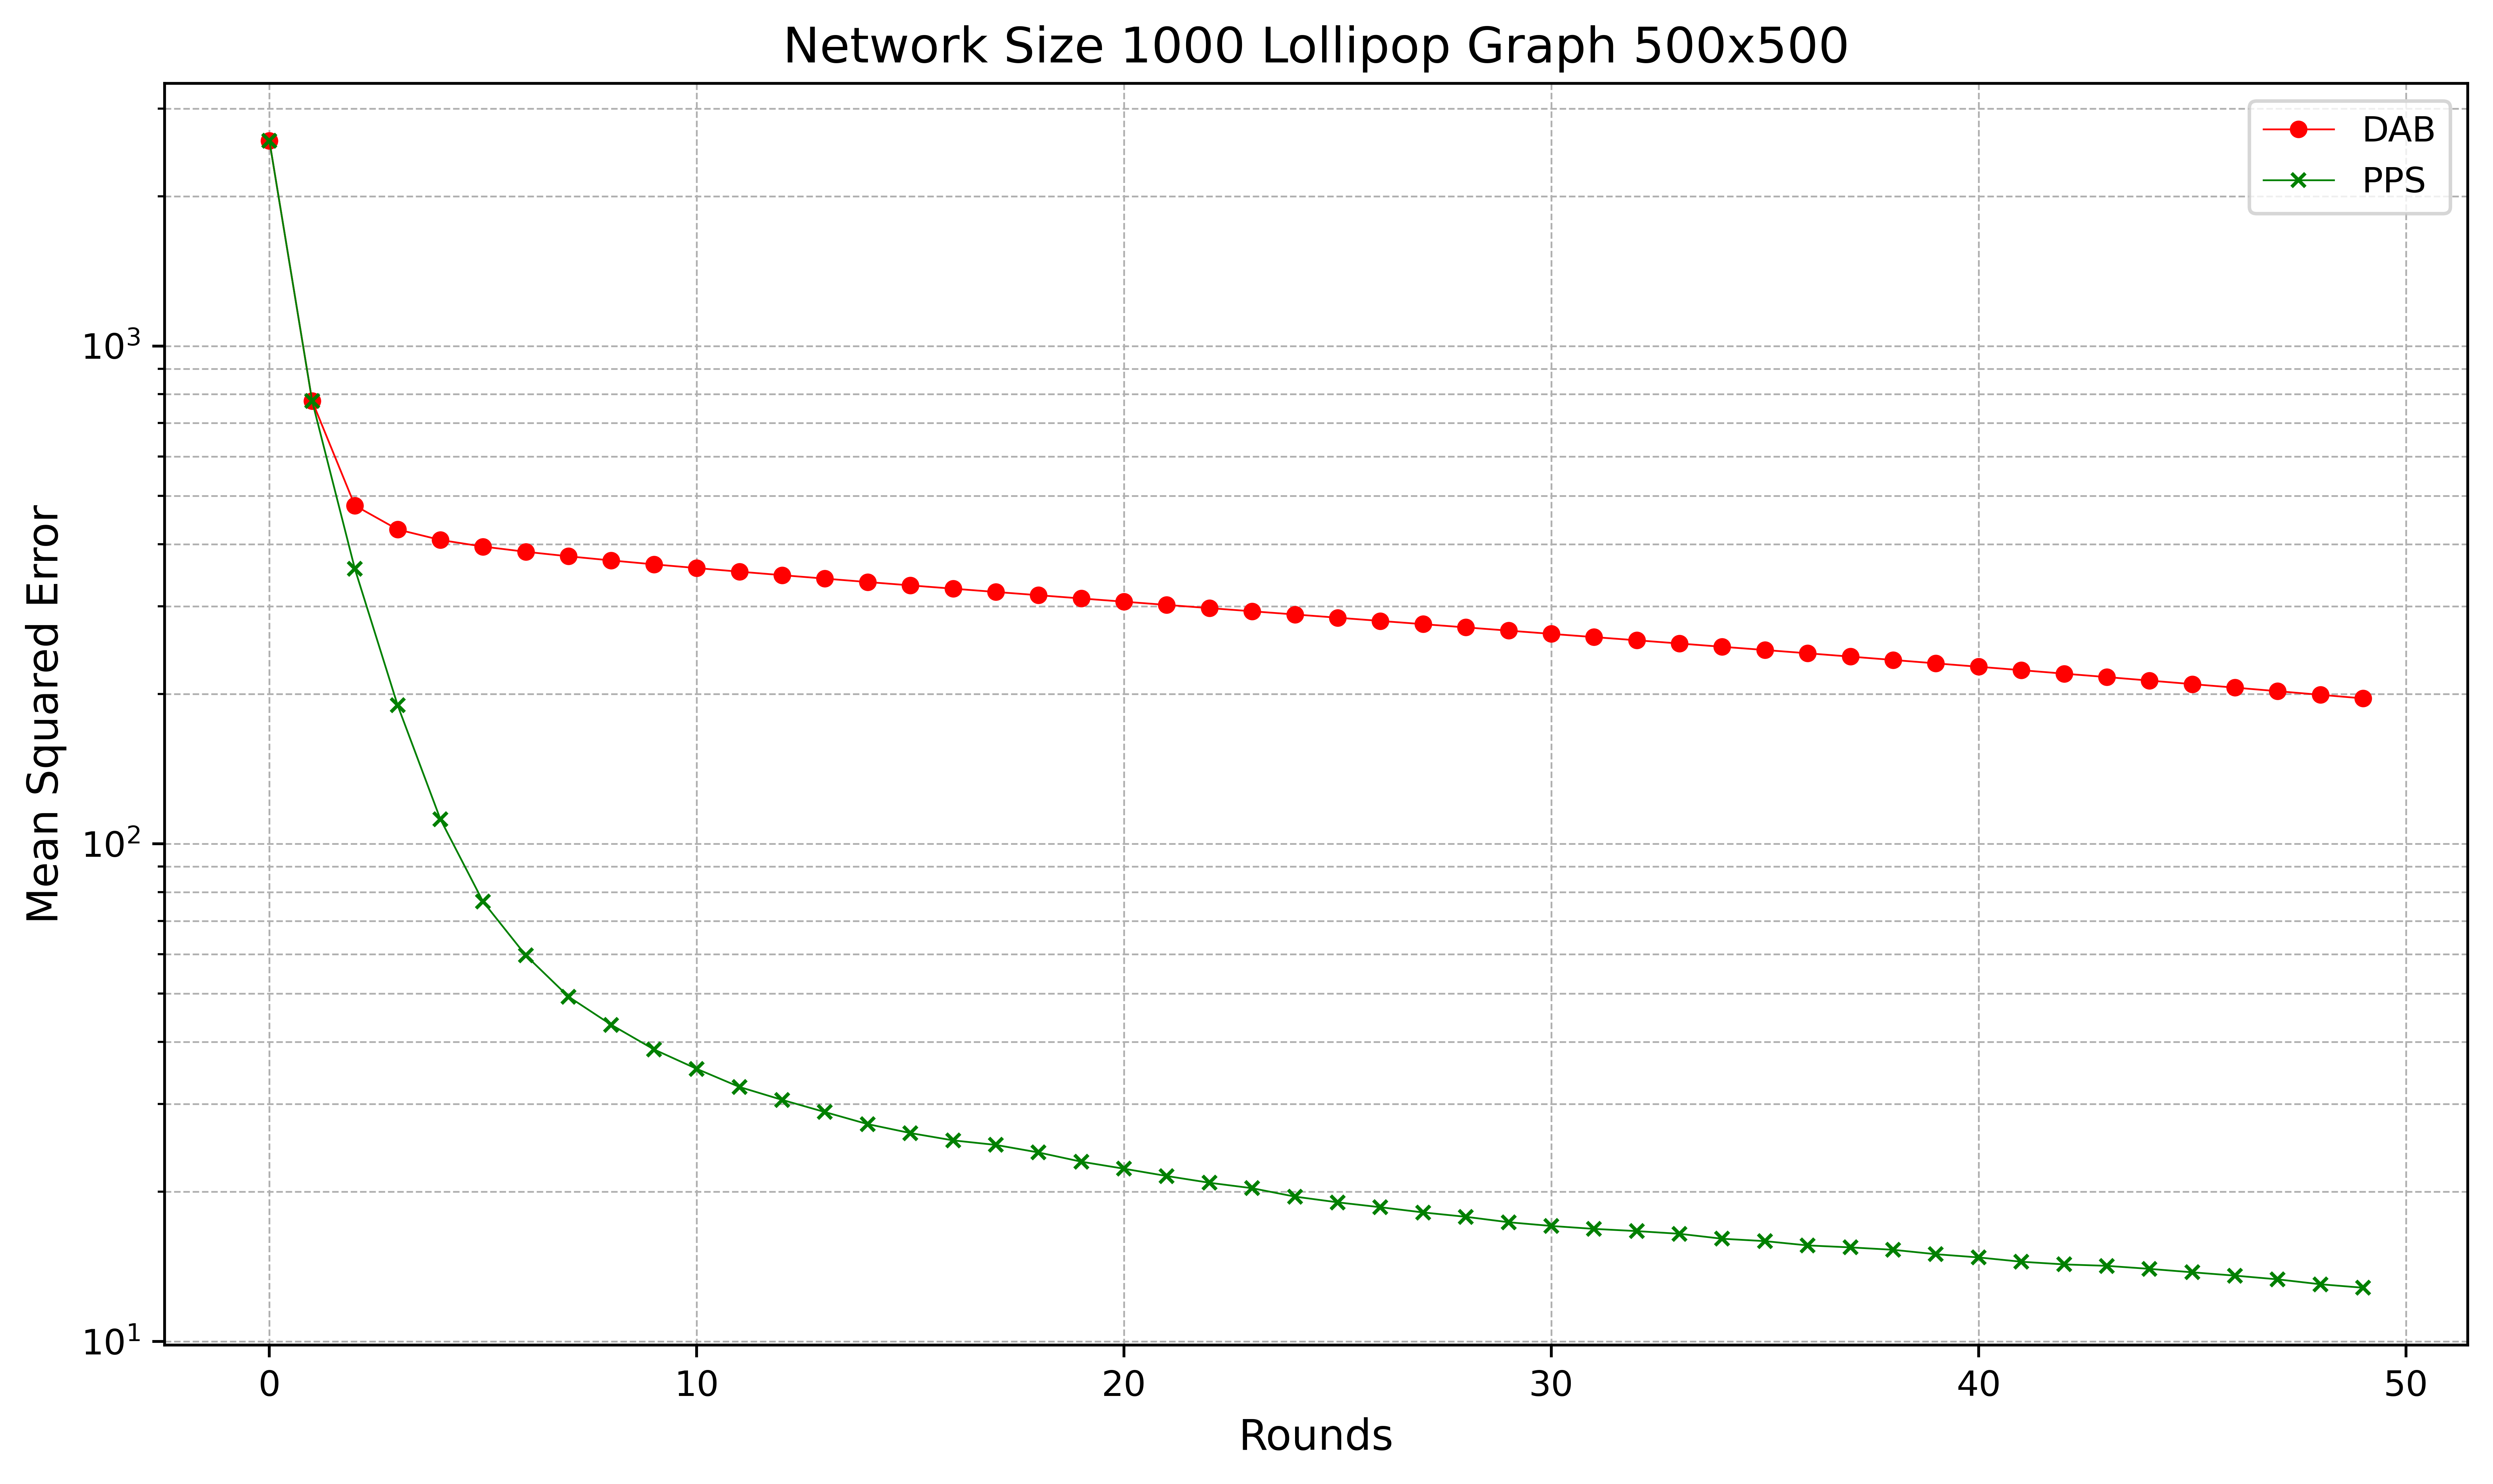 Network Size 1000 Lollipop Graph 500x500
DAB
PPS
Mean Squared Error
10³
10²
10¹
0 10 20 30 40 50
Rounds